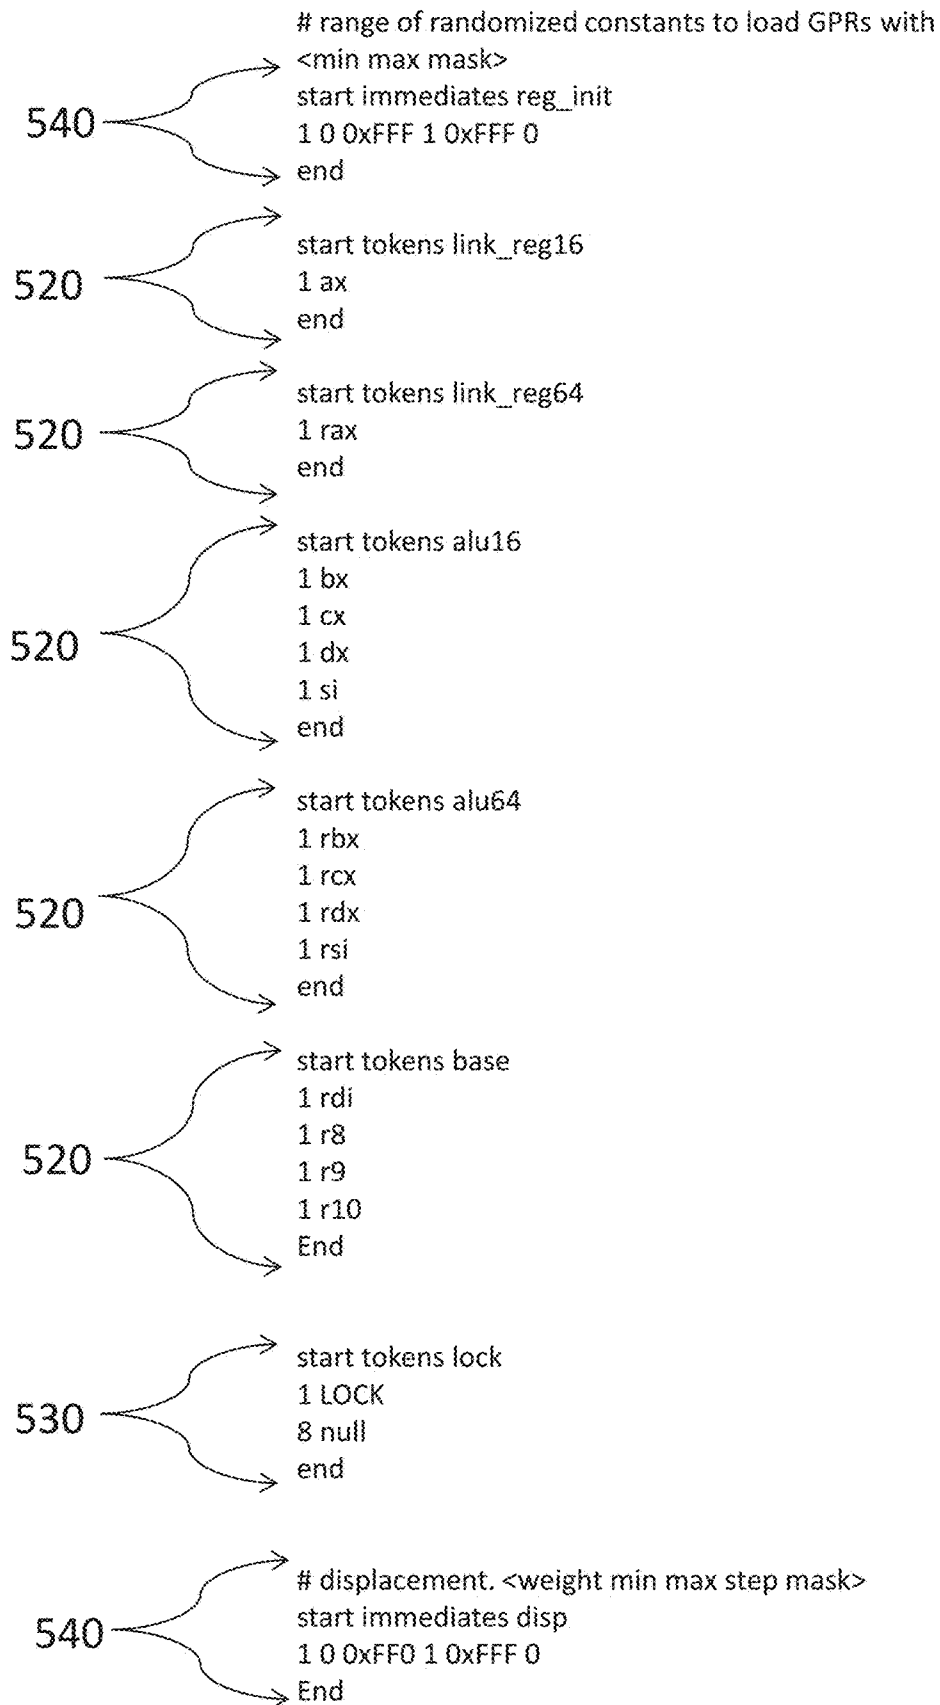 # range of randomized constants to load GPRs with
<min max mask>
540
start immediates reg_init
1 0 0xFFF 1 0xFFF 0
end
520
start tokens link_reg16
1 ax
end
520
start tokens link_reg64
1 rax
end
520
start tokens alu16
1 bx
1 cx
1 dx
1 si
end
520
start tokens alu64
1 rbx
1 rcx
1 rdx
1 rsi
end
520
start tokens base
1 rdi
1 r8
1 r9
1 r10
End
530
start tokens lock
1 LOCK
8 null
end
540
# displacement. <weight min max step mask>
start immediates disp
1 0 0xFF0 1 0xFFF 0
End